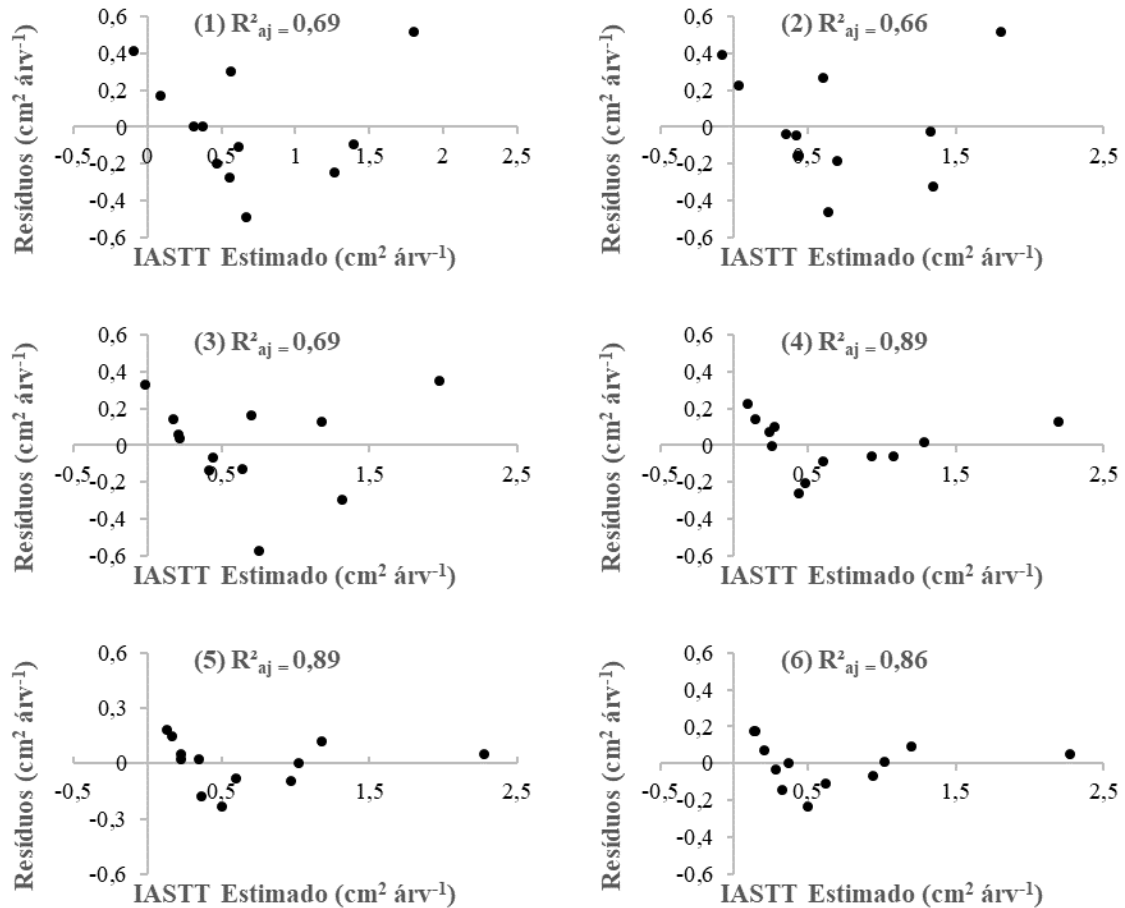 (1) R²aj = 0,69
Resíduos (cm² árv⁻¹)
0,6
0,4
0,2
0
-0,2
-0,4
-0,6
-0,5 0 0,5 1 1,5 2 2,5
IASTT Estimado (cm² árv⁻¹)
(2) R²aj = 0,66
Resíduos (cm² árv⁻¹)
0,6
0,4
0,2
0
-0,2
-0,4
-0,6
-0,5 0,5 1,5 2,5
IASTT Estimado (cm² árv⁻¹)
(3) R²aj = 0,69
Resíduos (cm² árv⁻¹)
0,6
0,4
0,2
0
-0,2
-0,4
-0,6
-0,5 0,5 1,5 2,5
IASTT Estimado (cm² árv⁻¹)
(4) R²aj = 0,89
Resíduos (cm² árv⁻¹)
0,6
0,4
0,2
0
-0,2
-0,4
-0,6
-0,5 0,5 1,5 2,5
IASTT Estimado (cm² árv⁻¹)
(5) R²aj = 0,89
Resíduos (cm² árv⁻¹)
0,6
0,3
0
-0,3
-0,6
-0,5 0,5 1,5 2,5
IASTT Estimado (cm² árv⁻¹)
(6) R²aj = 0,86
Resíduos (cm² árv⁻¹)
0,6
0,4
0,2
0
-0,2
-0,4
-0,6
-0,5 0,5 1,5 2,5
IASTT Estimado (cm² árv⁻¹)